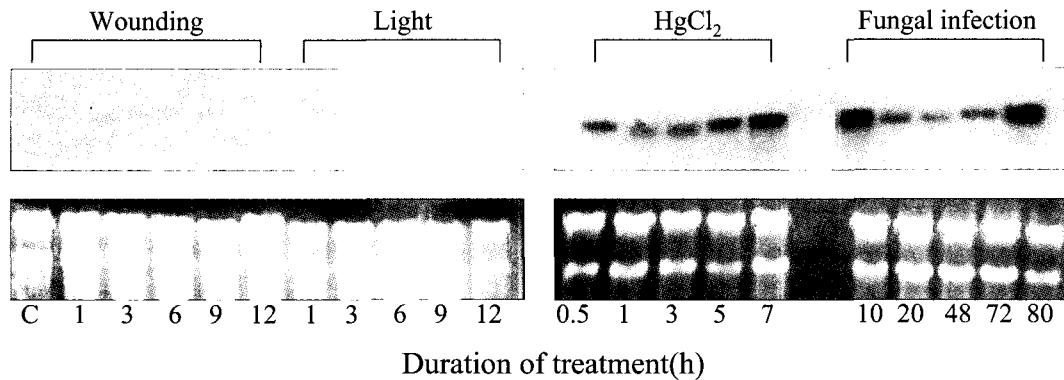 Wounding Light HgCl₂ Fungal infection
C 1 3 6 9 12 1 3 6 9 12 0.5 1 3 5 7 10 20 48 72 80
Duration of treatment(h)